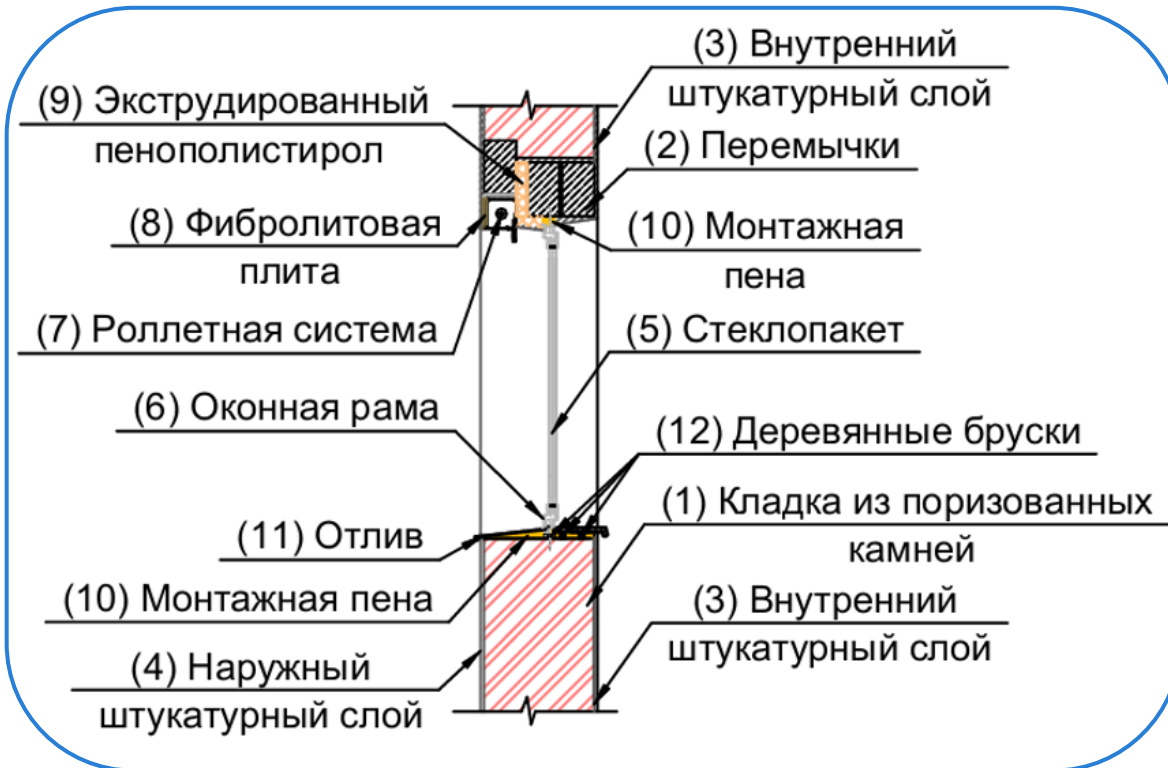 (3) Внутренний
штукатурный слой
(9) Экструдированный
пенополистирол
(2) Перемычки
(8) Фибролитовая
плита
(10) Монтажная
пена
(7) Роллетная система
(5) Стеклопакет
(6) Оконная рама
(12) Деревянные бруски
(1) Кладка из поризованных
камней
(11) Отлив
(10) Монтажная пена
(3) Внутренний
штукатурный слой
(4) Наружный
штукатурный слой